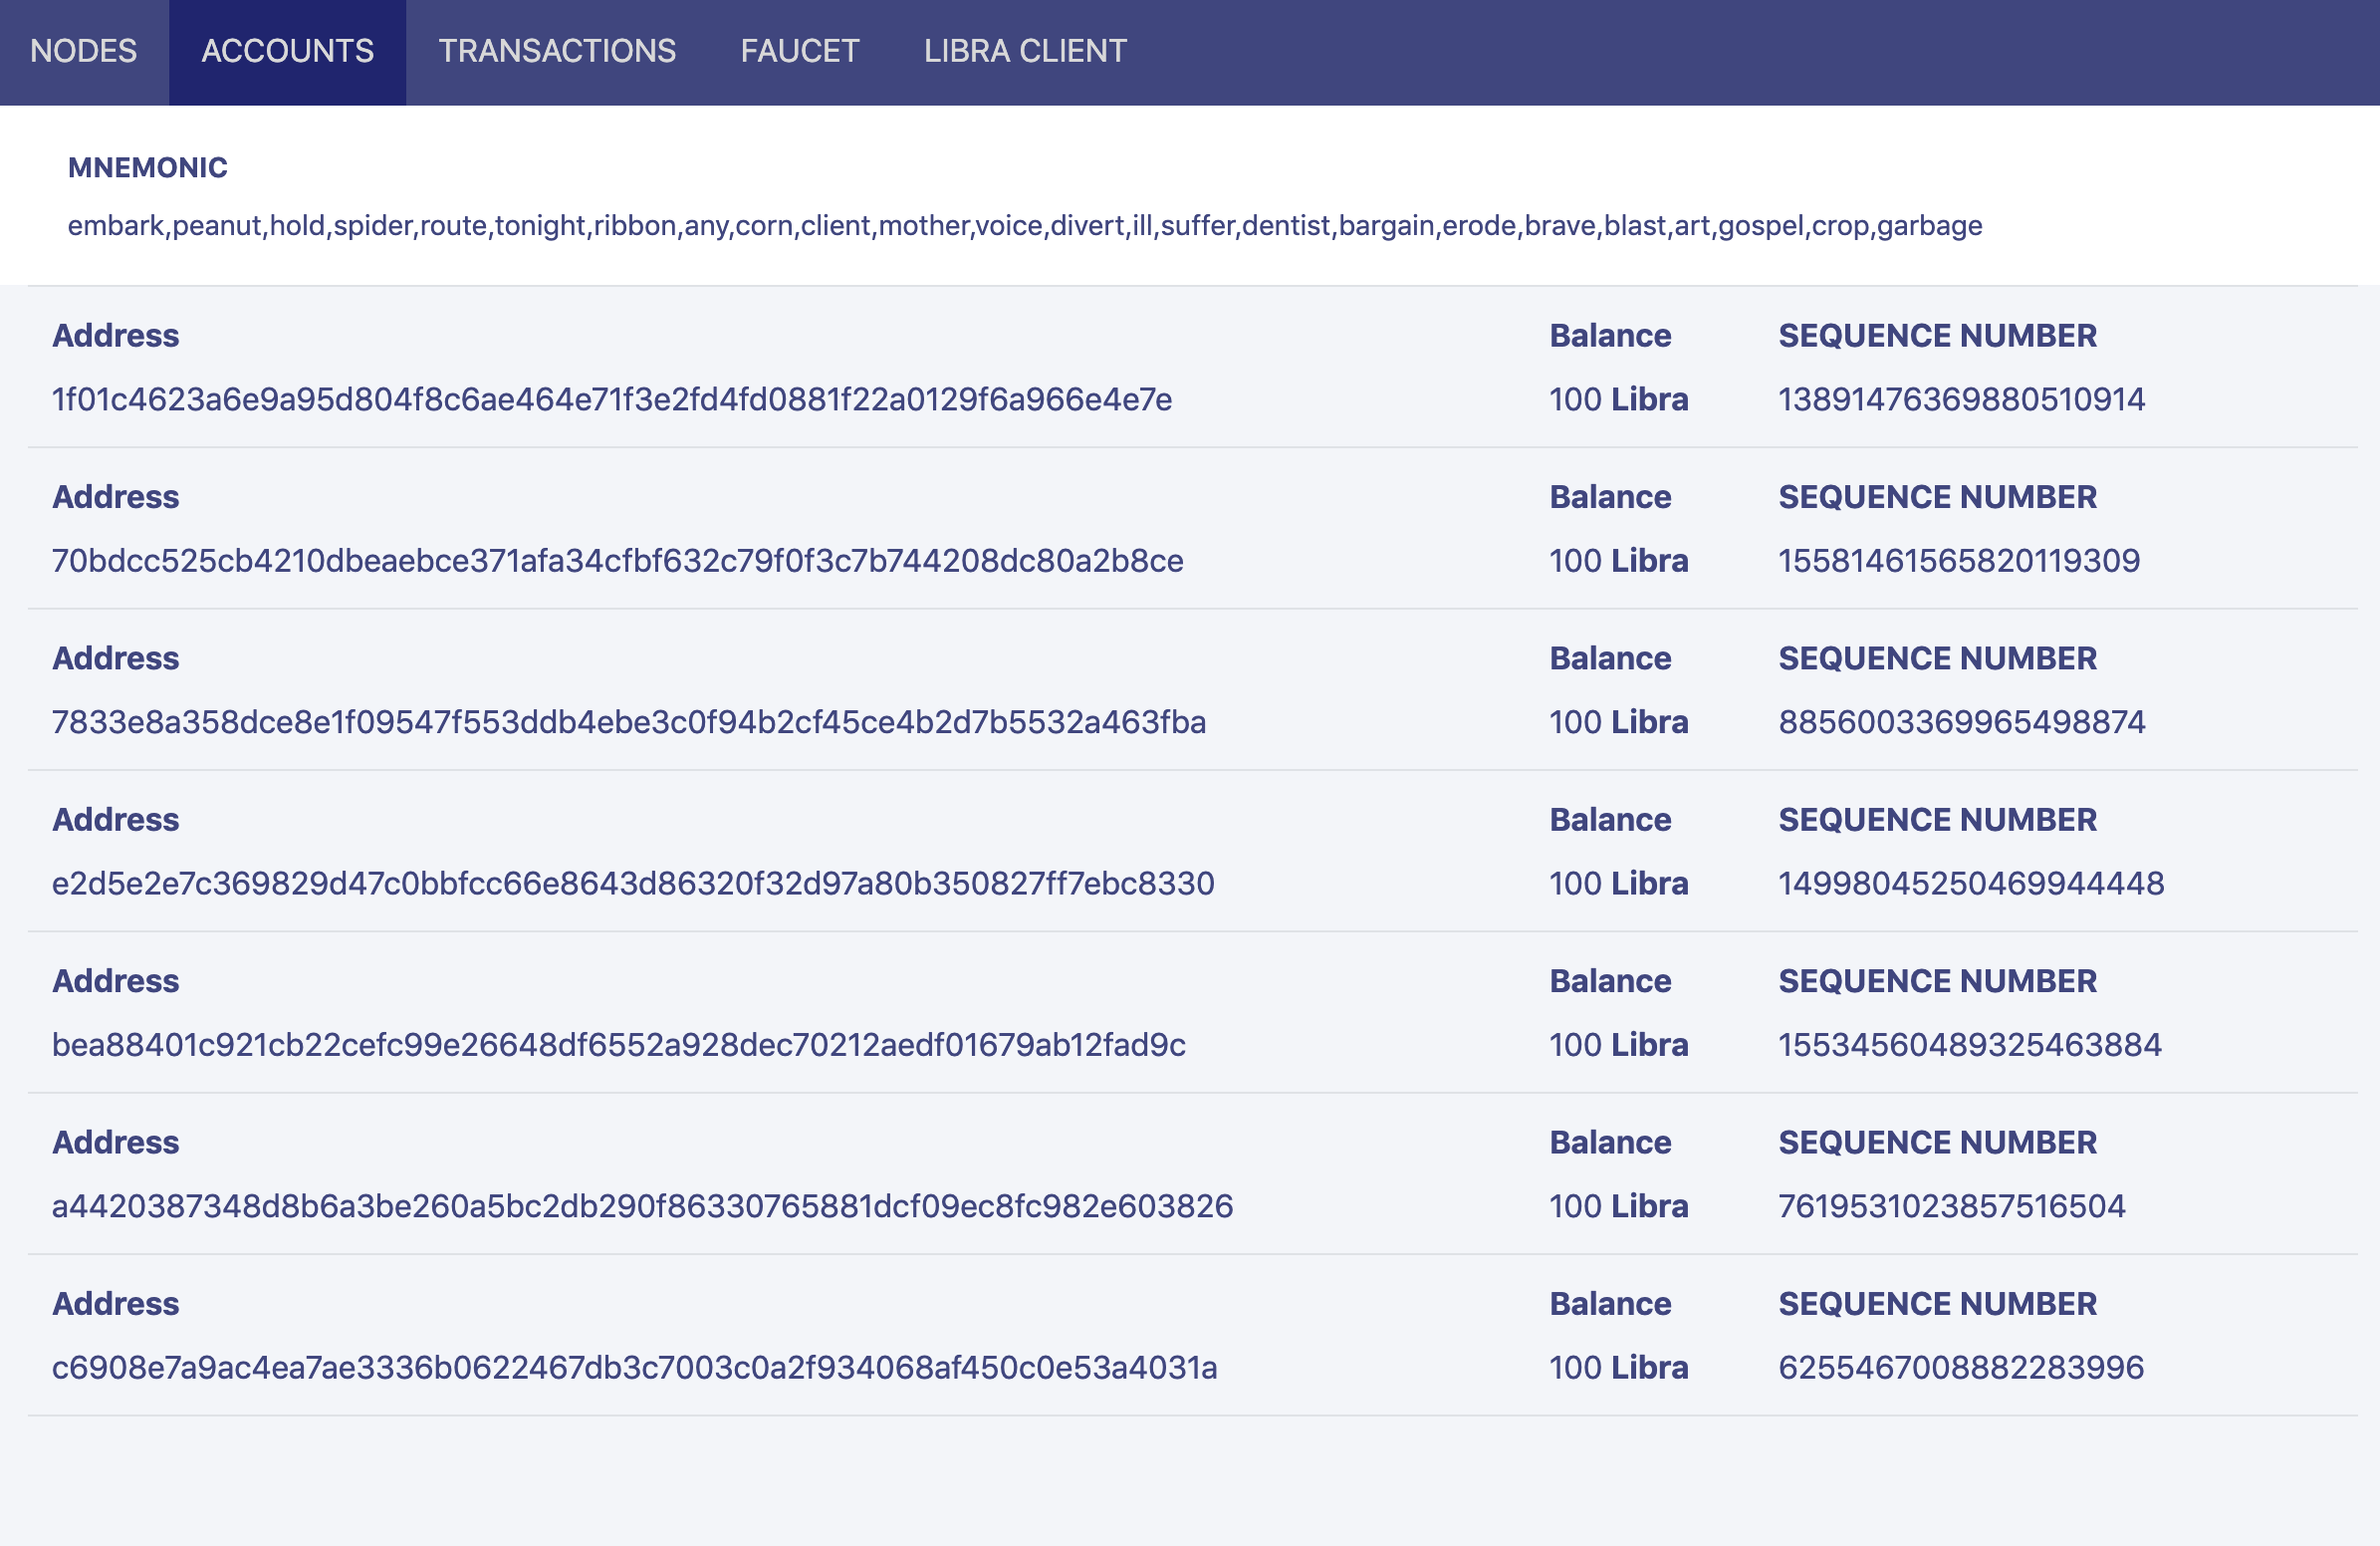 NODES ACCOUNTS TRANSACTIONS FAUCET LIBRA CLIENT
MNEMONIC
embark,peanut,hold,spider,route,tonight,ribbon,any,corn,client,mother,voice,divert,ill,suffer,dentist,bargain,erode,brave,blast,art,gospel,crop,garbage
Address Balance SEQUENCE NUMBER
1f01c4623a6e9a95d804f8c6ae464e71f3e2fd4fd0881f22a0129f6a966e4e7e 100 Libra 13891476369880510914
Address Balance SEQUENCE NUMBER
70bdcc525cb4210dbeaebce371afa34cfbf632c79f0f3c7b744208dc80a2b8ce 100 Libra 15581461565820119309
Address Balance SEQUENCE NUMBER
7833e8a358dce8e1f09547f553ddb4ebe3c0f94b2cf45ce4b2d7b5532a463fba 100 Libra 8856003369965498874
Address Balance SEQUENCE NUMBER
e2d5e2e7c369829d47c0bbfcc66e8643d86320f32d97a80b350827ff7ebc8330 100 Libra 14998045250469944448
Address Balance SEQUENCE NUMBER
bea88401c921cb22cefc99e26648df6552a928dec70212aedf01679ab12fad9c 100 Libra 15534560489325463884
Address Balance SEQUENCE NUMBER
a4420387348d8b6a3be260a5bc2db290f86330765881dcf09ec8fc982e603826 100 Libra 7619531023857516504
Address Balance SEQUENCE NUMBER
c6908e7a9ac4ea7ae3336b0622467db3c7003c0a2f934068af450c0e53a4031a 100 Libra 6255467008882283996